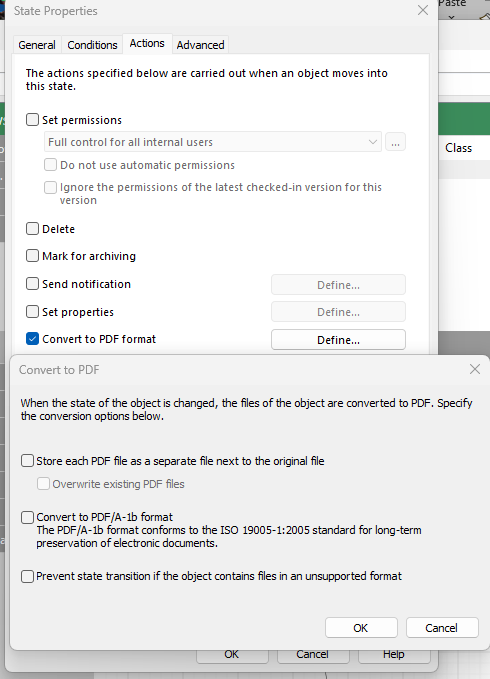 Paste
State Properties
General
Conditions
Actions
Advanced
The actions specified below are carried out when an object moves into
this state.
Set permissions
Full control for all internal users
...
Do not use automatic permissions
Ignore the permissions of the latest checked-in version for this
version
Class
Delete
Mark for archiving
Send notification
Define...
Set properties
Define...
Convert to PDF format
Define...
Convert to PDF
When the state of the object is changed, the files of the object are converted to PDF. Specify
the conversion options below.
Store each PDF file as a separate file next to the original file
Overwrite existing PDF files
Convert to PDF/A-1b format
The PDF/A-1b format conforms to the ISO 19005-1:2005 standard for long-term
preservation of electronic documents.
Prevent state transition if the object contains files in an unsupported format
OK
Cancel
OK
Cancel
Help